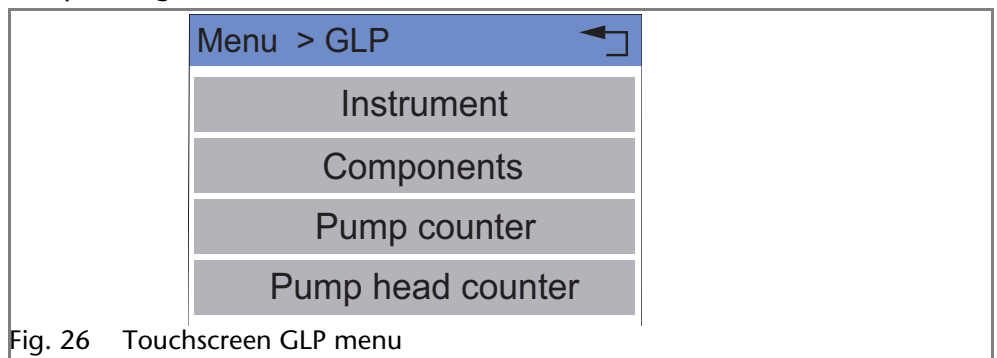 Menu > GLP
Instrument
Components
Pump counter
Pump head counter
Fig. 26 Touchscreen GLP menu